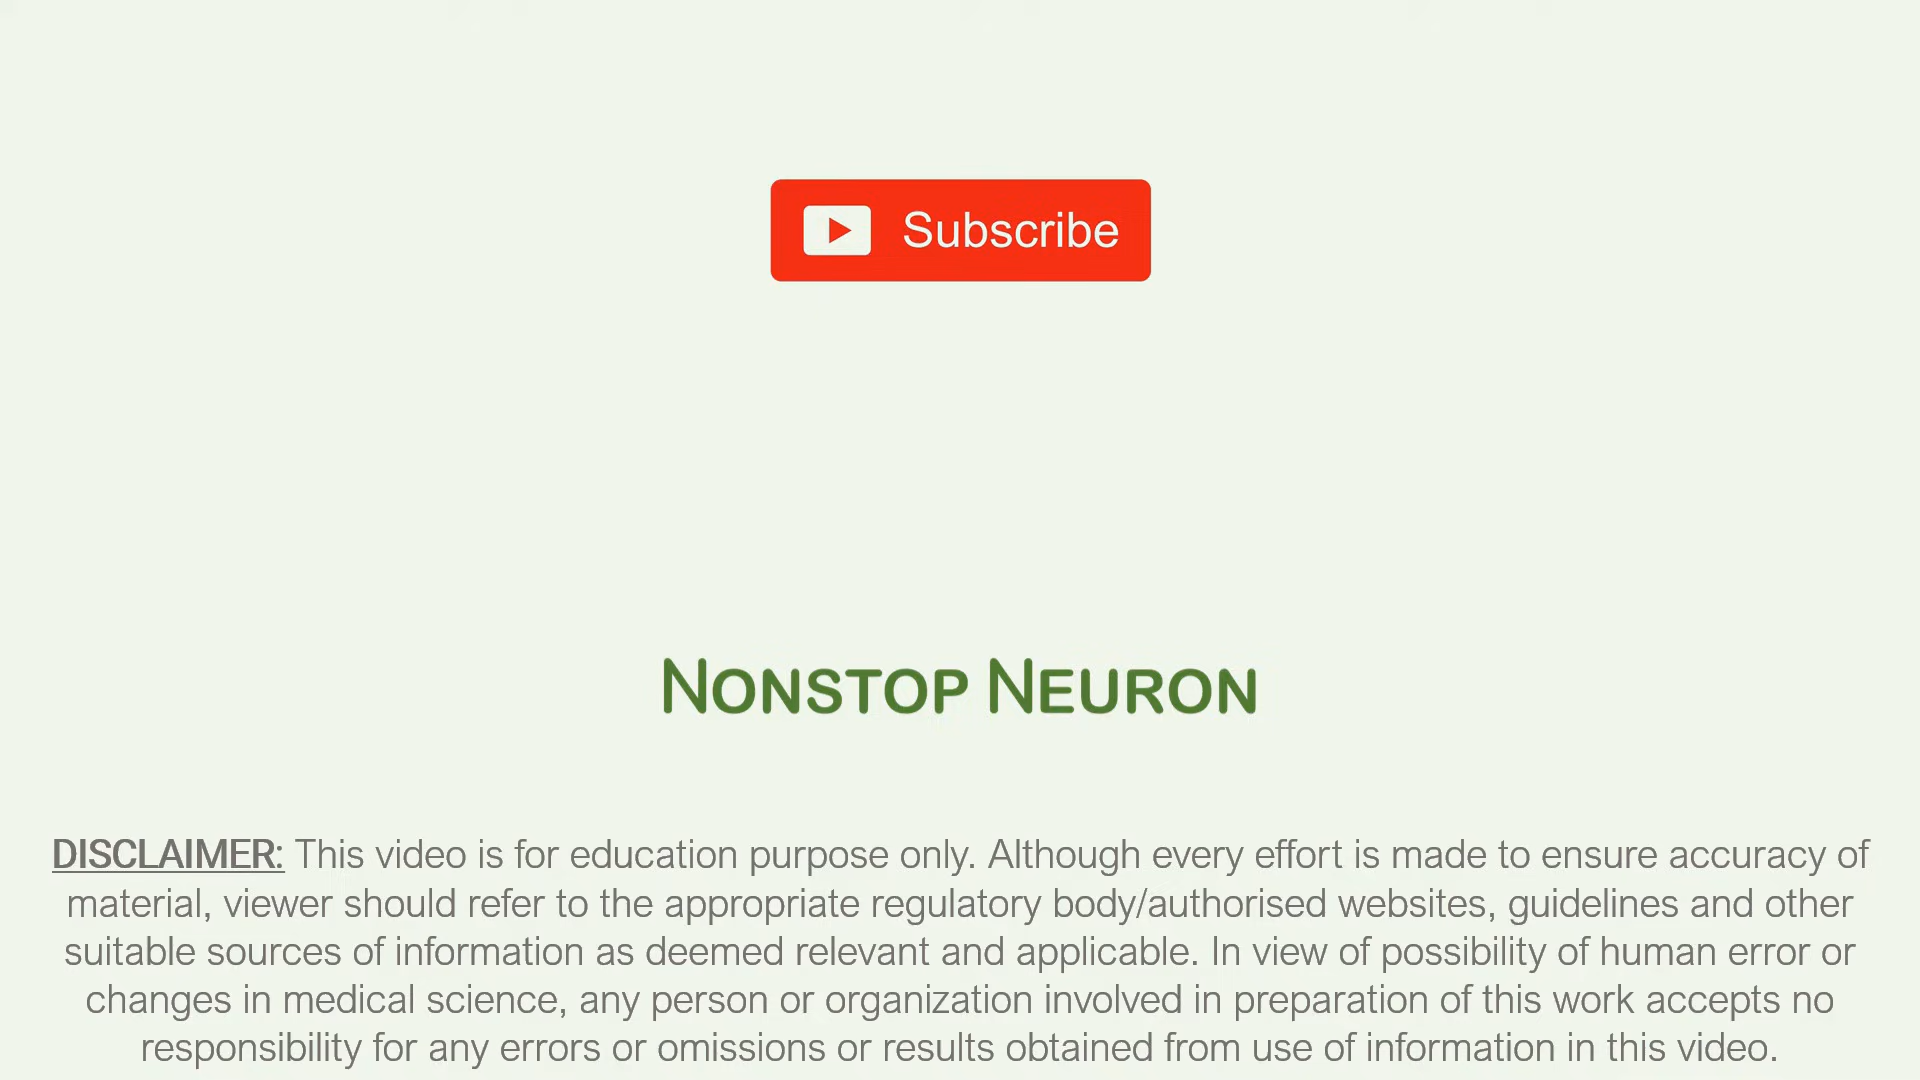 Subscribe
NONSTOP NEURON
DISCLAIMER: This video is for education purpose only. Although every effort is made to ensure accuracy of
material, viewer should refer to the appropriate regulatory body/authorised websites, guidelines and other
suitable sources of information as deemed relevant and applicable. In view of possibility of human error or
changes in medical science, any person or organization involved in preparation of this work accepts no
responsibility for any errors or omissions or results obtained from use of information in this video.